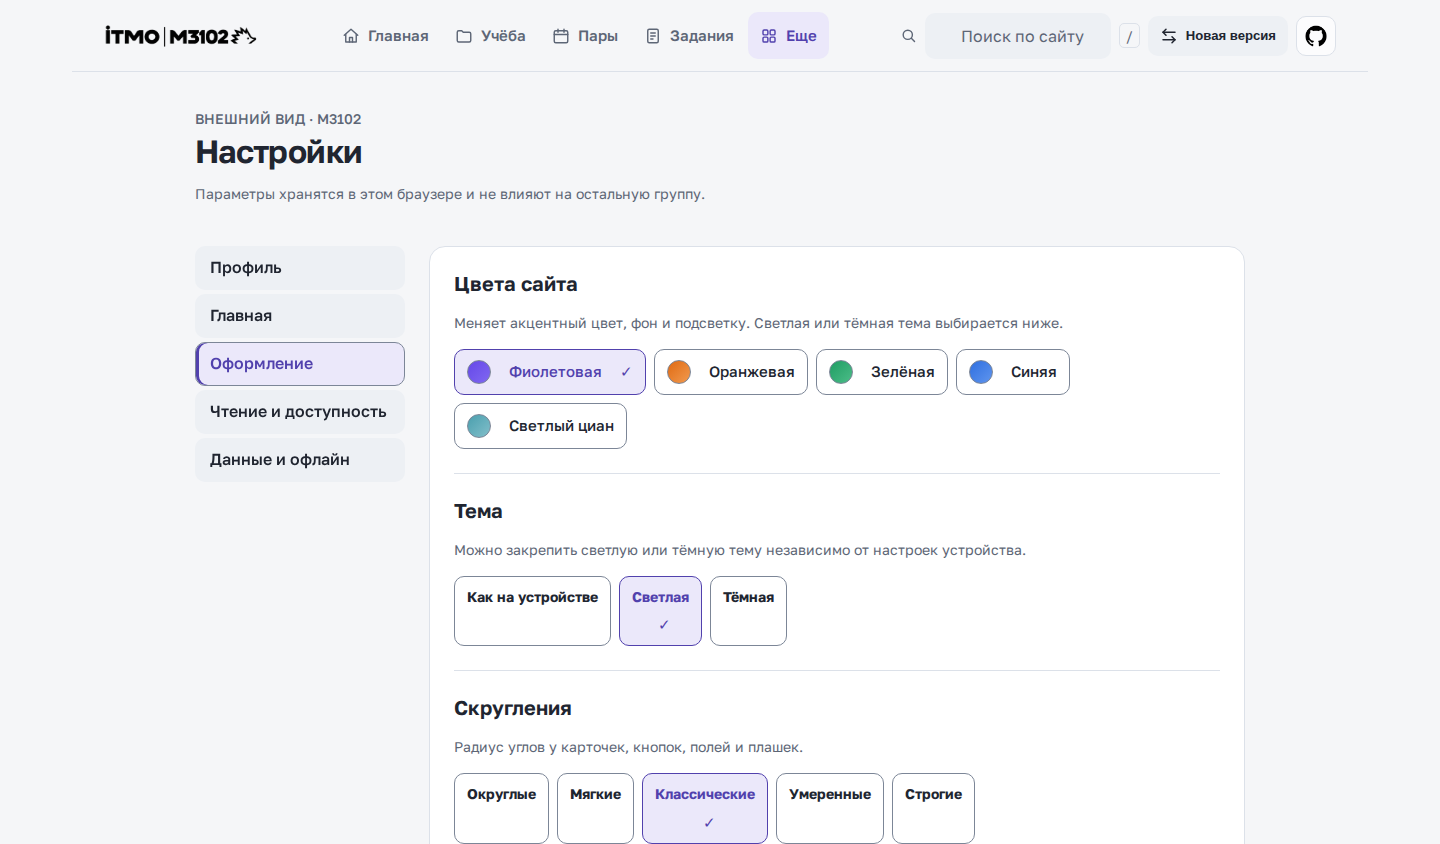 iTMO | M3102
Главная
Учёба
Пары
Задания
Еще
Поиск по сайту
/
Новая версия
ВНЕШНИЙ ВИД · M3102
Настройки
Параметры хранятся в этом браузере и не влияют на остальную группу.
Профиль
Главная
Оформление
Чтение и доступность
Данные и офлайн
Цвета сайта
Меняет акцентный цвет, фон и подсветку. Светлая или тёмная тема выбирается ниже.
Фиолетовая ✓
Оранжевая
Зелёная
Синяя
Светлый циан
Тема
Можно закрепить светлую или тёмную тему независимо от настроек устройства.
Как на устройстве
Светлая
✓
Тёмная
Скругления
Радиус углов у карточек, кнопок, полей и плашек.
Округлые
Мягкие
Классические
✓
Умеренные
Строгие